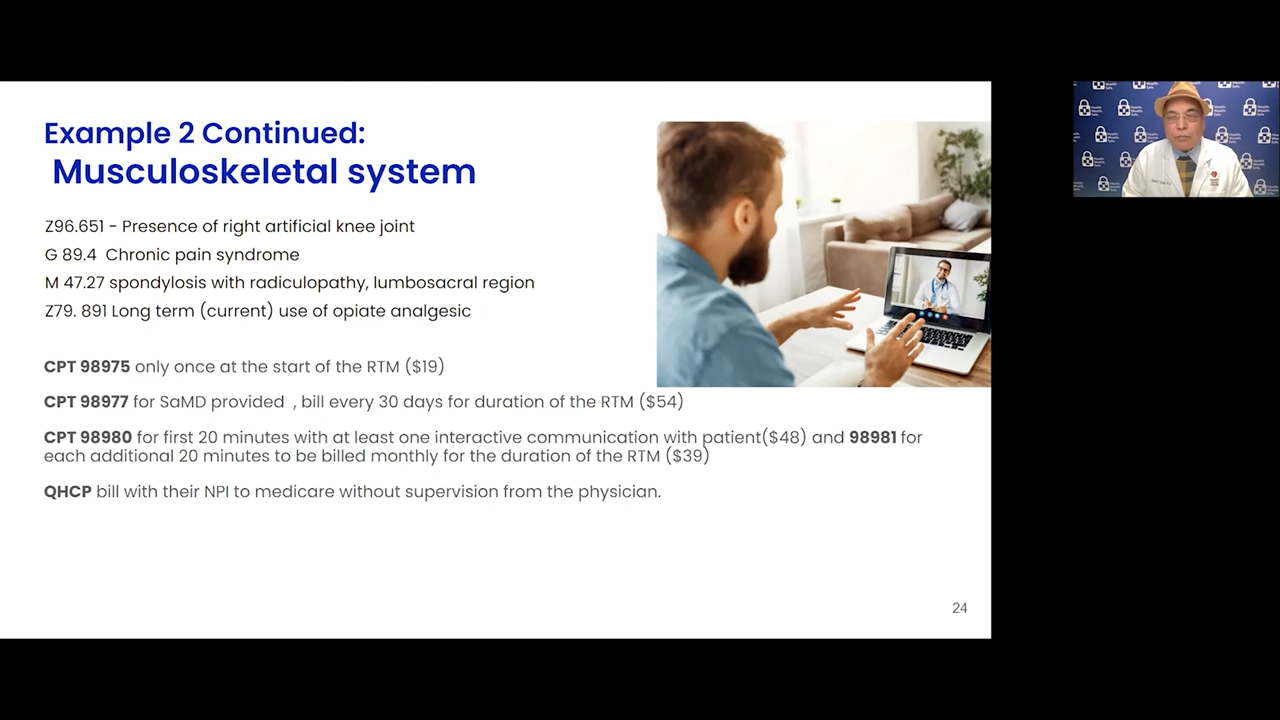 Example 2 Continued:
Musculoskeletal system
Z96.651 - Presence of right artificial knee joint
G 89.4  Chronic pain syndrome
M 47.27 spondylosis with radiculopathy, lumbosacral region
Z79. 891 Long term (current) use of opiate analgesic
CPT 98975 only once at the start of the RTM ($19)
CPT 98977 for SaMD provided  , bill every 30 days for duration of the RTM ($54)
CPT 98980 for first 20 minutes with at least one interactive communication with patient($48) and 98981 for
each additional 20 minutes to be billed monthly for the duration of the RTM ($39)
QHCP bill with their NPI to medicare without supervision from the physician.
24